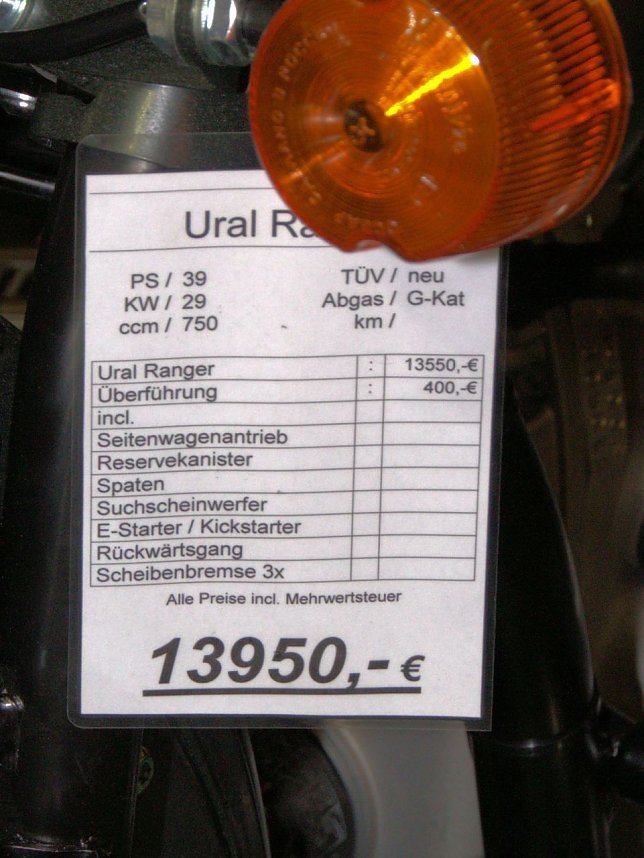 Ural
PS / 39
KW / 29
ccm / 750
TÜV / neu
Abgas / G-Kat
km /
Ural Ranger : 13550,-€
Überführung : 400,-€
incl.
Seitenwagenantrieb
Reservekanister
Spaten
Suchscheinwerfer
E-Starter / Kickstarter
Rückwärtsgang
Scheibenbremse 3x
Alle Preise incl. Mehrwertsteuer
13950,- €